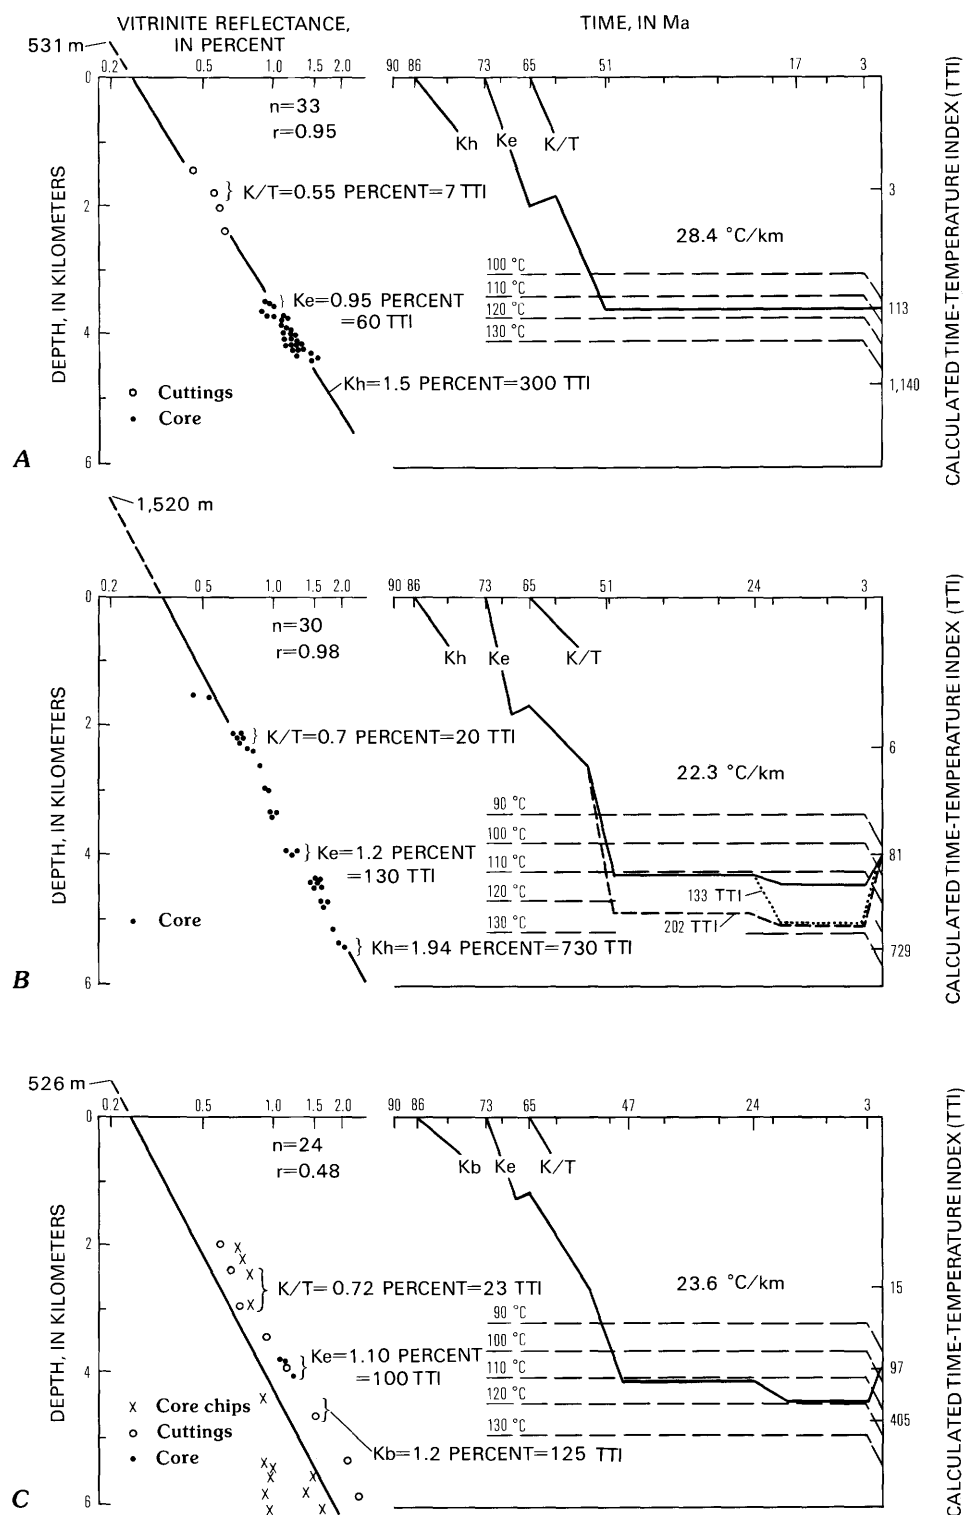 VITRINITE REFLECTANCE,
IN PERCENT
TIME, IN Ma
531 m
0.2 0.5 1.0 1.5 2.0
90 86 73 65 51 17 3
0
2
4
6
DEPTH, IN KILOMETERS
n=33
r=0.95
K/T=0.55 PERCENT=7 TTI
Ke=0.95 PERCENT
=60 TTI
Kh=1.5 PERCENT=300 TTI
o Cuttings
• Core
A
Kh Ke K/T
28.4 °C/km
100 °C
110 °C
120 °C
130 °C
3
113
1,140
CALCULATED TIME-TEMPERATURE INDEX (TTI)
1,520 m
0.2 0 5 1.0 1.5 2.0
90 86 73 65 51 24 3
0
2
4
6
DEPTH, IN KILOMETERS
n=30
r=0.98
K/T=0.7 PERCENT=20 TTI
Ke=1.2 PERCENT
=130 TTI
Kh=1.94 PERCENT=730 TTI
• Core
B
Kh Ke K/T
22.3 °C/km
90 °C
100 °C
110 °C
120 °C
130 °C
133 TTI
202 TTI
6
81
729
CALCULATED TIME-TEMPERATURE INDEX (TTI)
526 m
0.2 0.5 1.0 1.5 2.0
90 86 73 65 47 24 3
0
2
4
6
DEPTH, IN KILOMETERS
n=24
r=0.48
K/T=0.72 PERCENT=23 TTI
Ke=1.10 PERCENT
=100 TTI
Kb=1.2 PERCENT=125 TTI
x Core chips
o Cuttings
• Core
C
Kb Ke K/T
23.6 °C/km
90 °C
100 °C
110 °C
120 °C
130 °C
15
97
405
CALCULATED TIME-TEMPERATURE INDEX (TTI)